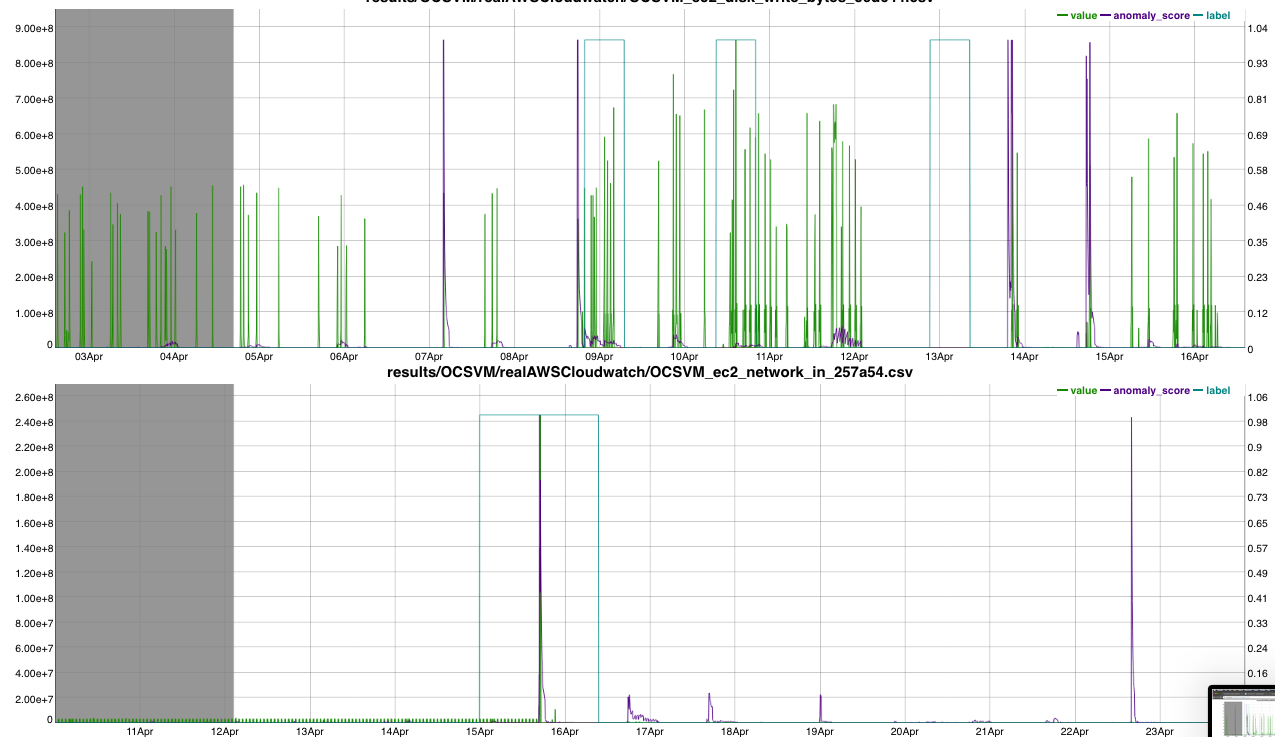 value anomaly_score label
9.00e+8 1.04
8.00e+8 0.93
7.00e+8 0.81
6.00e+8 0.69
5.00e+8 0.58
4.00e+8 0.46
3.00e+8 0.35
2.00e+8 0.23
1.00e+8 0.12
0 0
03Apr 04Apr 05Apr 06Apr 07Apr 08Apr 09Apr 10Apr 11Apr 12Apr 13Apr 14Apr 15Apr 16Apr
results/OCSVM/realAWSCloudwatch/OCSVM_ec2_network_in_257a54.csv
value anomaly_score label
2.60e+8 1.06
2.40e+8 0.98
2.20e+8 0.9
2.00e+8 0.82
1.80e+8 0.73
1.60e+8 0.65
1.40e+8 0.57
1.20e+8 0.49
1.00e+8 0.41
8.00e+7 0.33
6.00e+7 0.24
4.00e+7 0.16
2.00e+7
0
11Apr 12Apr 13Apr 14Apr 15Apr 16Apr 17Apr 18Apr 19Apr 20Apr 21Apr 22Apr 23Apr